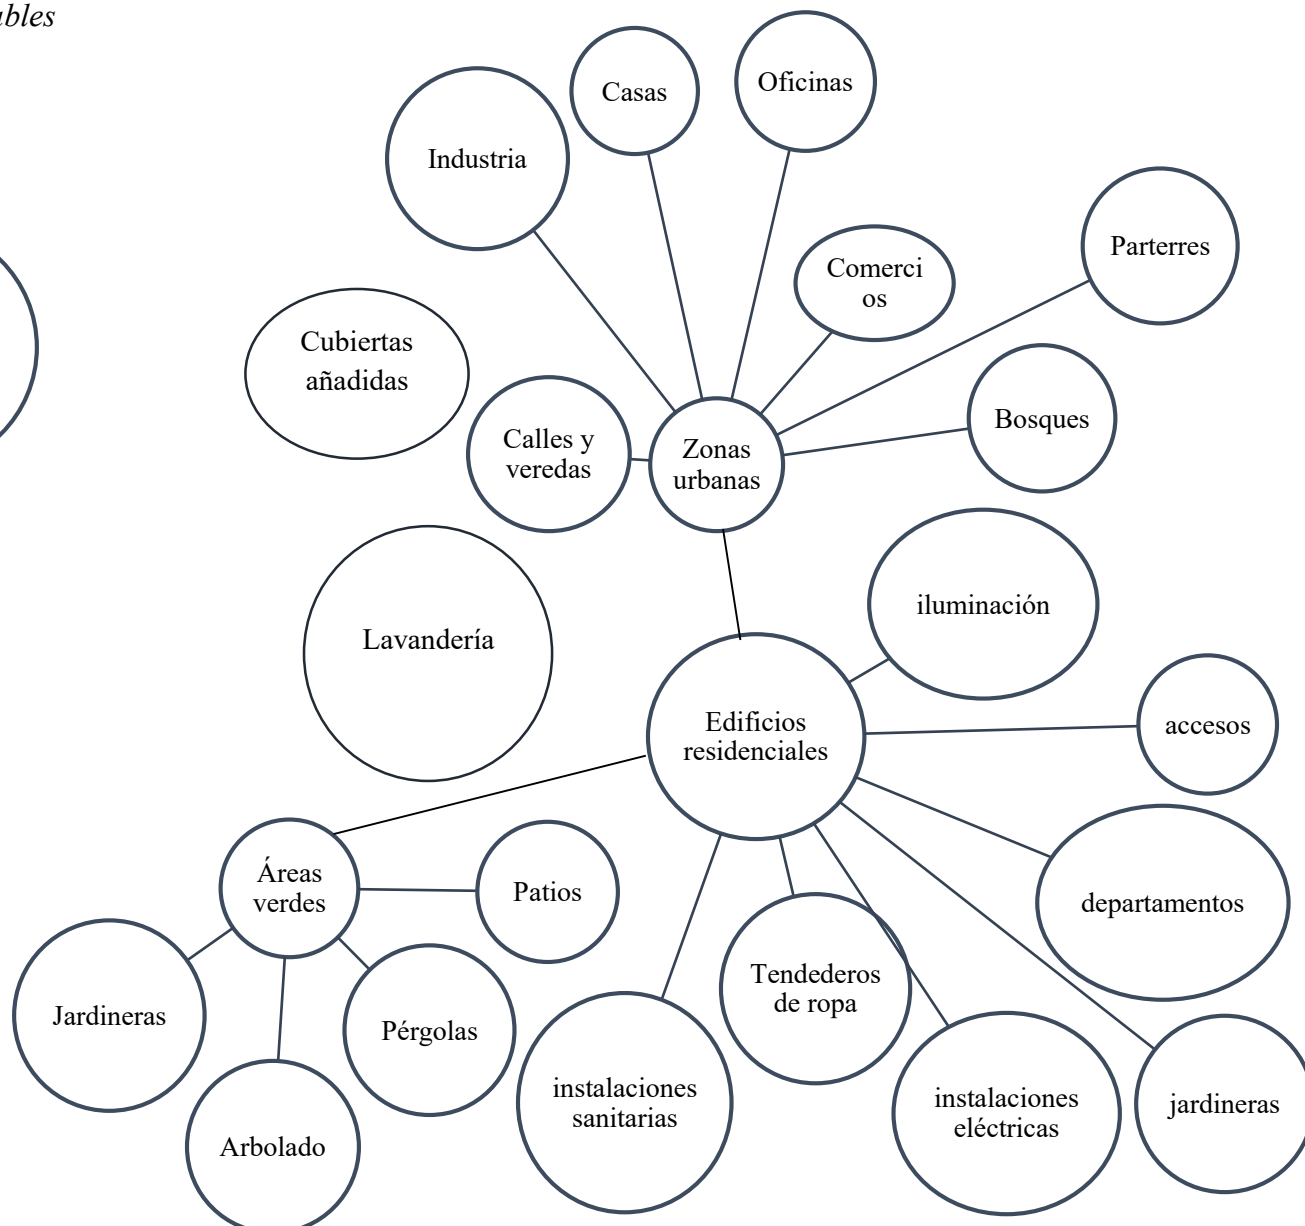 ables
Casas
Oficinas
Industria
Parterres
Comerci
os
Cubiertas
añadidas
Calles y
veredas
Zonas
urbanas
Bosques
iluminación
Lavandería
Edificios
residenciales
accesos
Áreas
verdes
Patios
departamentos
Jardineras
Pérgolas
Tendederos
de ropa
instalaciones
sanitarias
instalaciones
eléctricas
jardineras
Arbolado